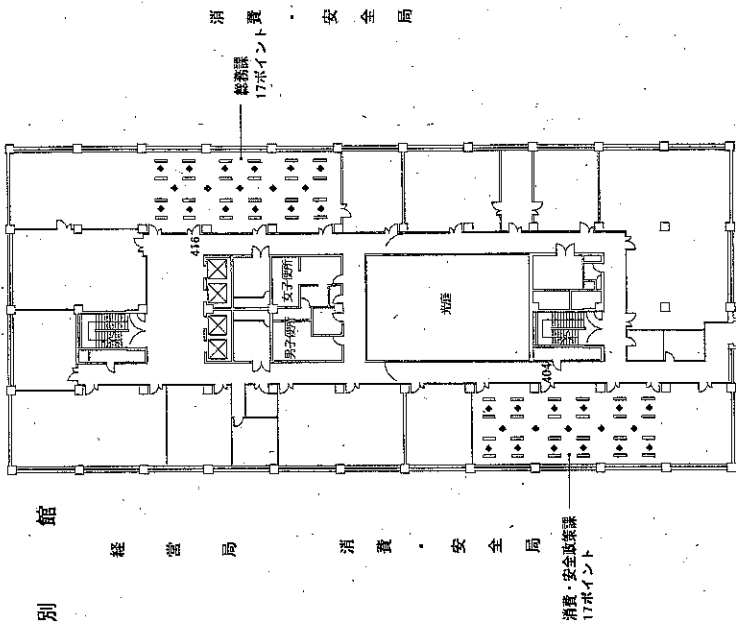 別館
経営局
消費・安全局
消費・安全局
総務課
17ポイント
416
女子便所
男子便所
光庭
404
消費・安全政策課
17ポイント